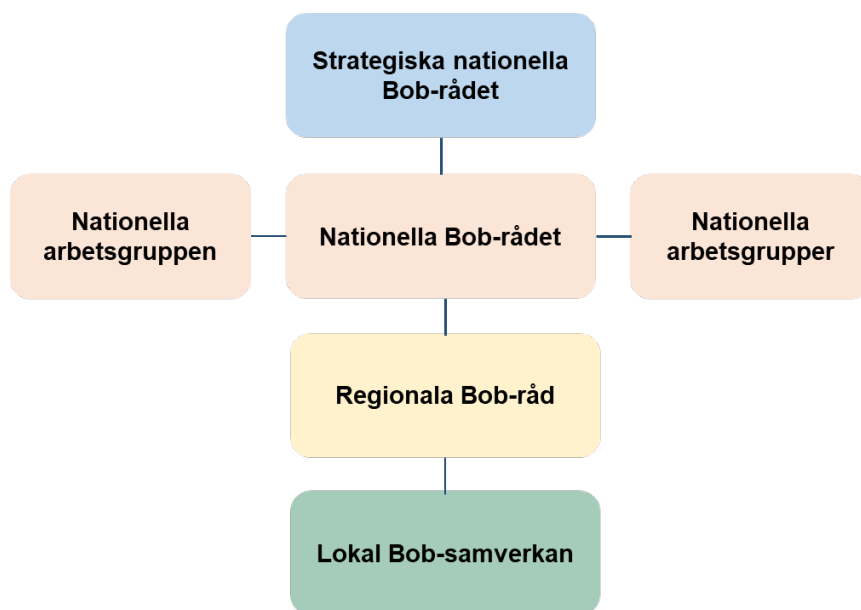 Strategiska nationella
Bob-rådet
Nationella
arbetsgruppen
Nationella Bob-rådet
Nationella
arbetsgrupper
Regionala Bob-råd
Lokal Bob-samverkan